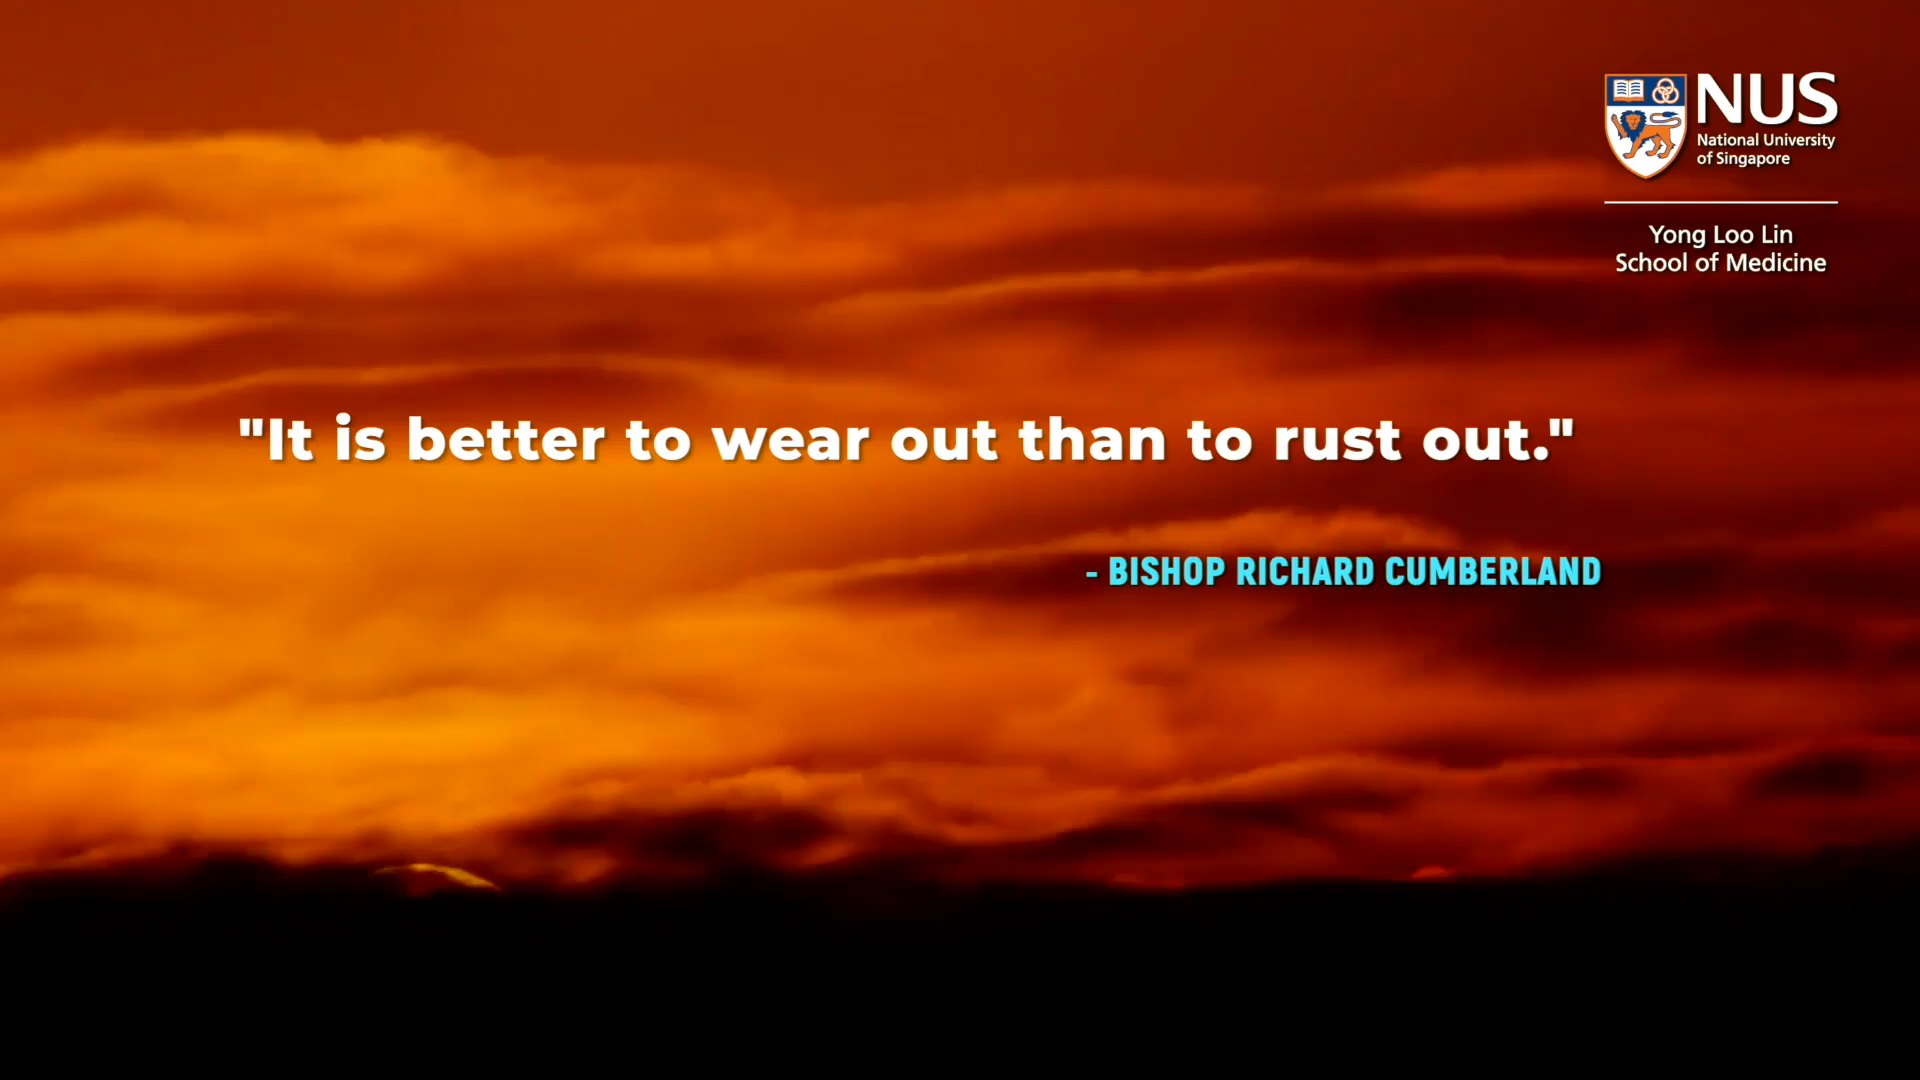 NUS
National University
of Singapore
Yong Loo Lin
School of Medicine
"It is better to wear out than to rust out."
- BISHOP RICHARD CUMBERLAND